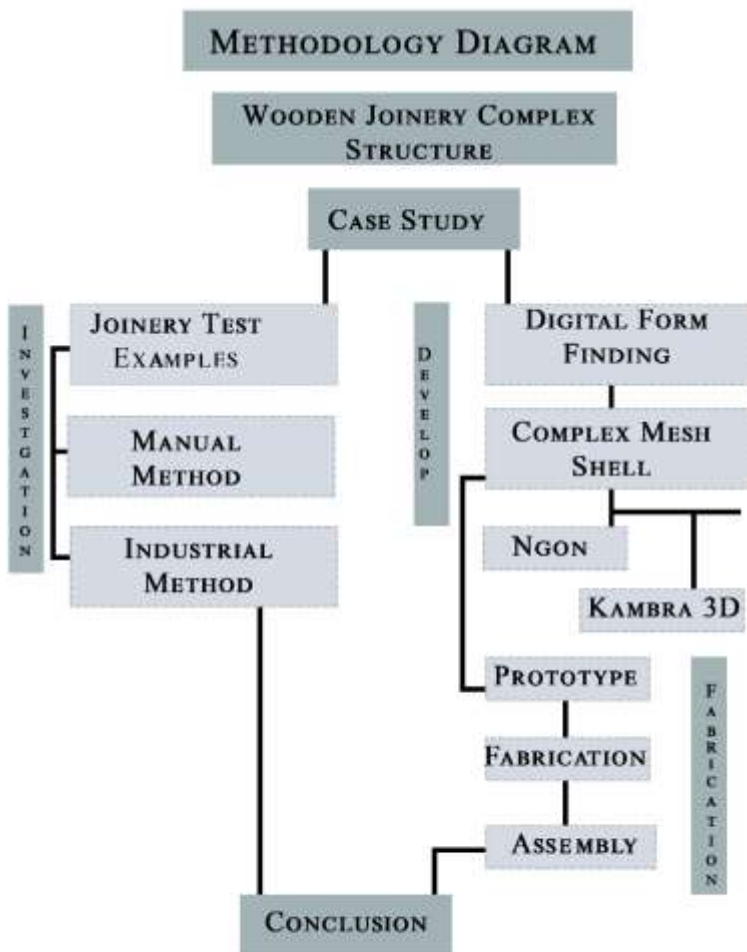 METHODOLOGY DIAGRAM
WOODEN JOINERY COMPLEX
STRUCTURE
CASE STUDY
INVESTGATION
JOINERY TEST
EXAMPLES
MANUAL
METHOD
INDUSTRIAL
METHOD
DEVELOP
DIGITAL FORM
FINDING
COMPLEX MESH
SHELL
NGON
KAMBRA 3D
PROTOTYPE
FABRICATION
ASSEMBLY
FABRICATION
CONCLUSION